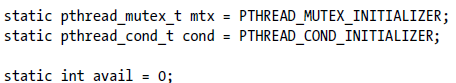 static pthread_mutex_t mtx = PTHREAD_MUTEX_INITIALIZER;
static pthread_cond_t cond = PTHREAD_COND_INITIALIZER;
static int avail = 0;